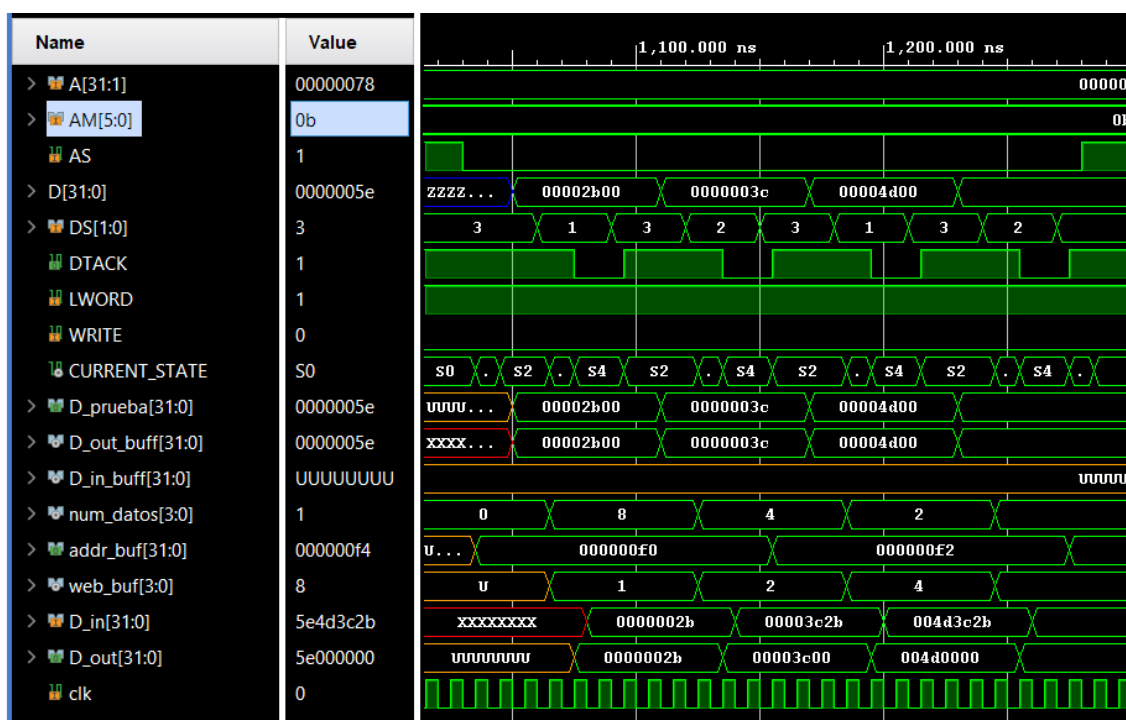 Name Value 1,100.000 ns 1,200.000 ns
A[31:1] 00000078 00000
AM[5:0] 0b 0b
AS 1
D[31:0] 0000005e ZZZZ... 00002b00 0000003c 00004d00
DS[1:0] 3 3 1 3 2 3 1 3 2
DTACK 1
LWORD 1
WRITE 0
CURRENT_STATE S0 S0 . S2 . S4 S2 . S4 S2 . S4 S2 . S4 .
D_prueba[31:0] 0000005e UUUU... 00002b00 0000003c 00004d00
D_out_buff[31:0] 0000005e XXXX... 00002b00 0000003c 00004d00
D_in_buff[31:0] UUUUUUUU UUUUU
num_datos[3:0] 1 0 8 4 2
addr_buf[31:0] 000000f4 U... 000000f0 000000f2
web_buf[3:0] 8 U 1 2 4
D_in[31:0] 5e4d3c2b XXXXXXXX 0000002b 00003c2b 004d3c2b
D_out[31:0] 5e000000 UUUUUUUU 0000002b 00003c00 004d0000
clk 0